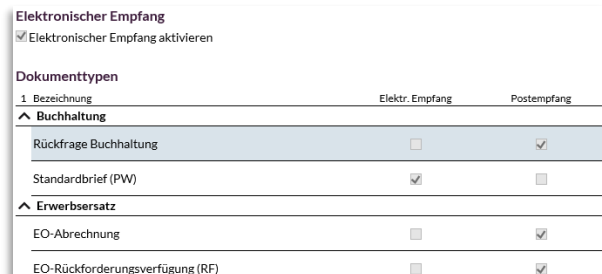 Elektronischer Empfang
Elektronischer Empfang aktivieren
Dokumenttypen
1 Bezeichnung Elektr. Empfang Postempfang
Buchhaltung
Rückfrage Buchhaltung
Standardbrief (PW)
Erwerbsersatz
EO-Abrechnung
EO-Rückforderungsverfügung (RF)